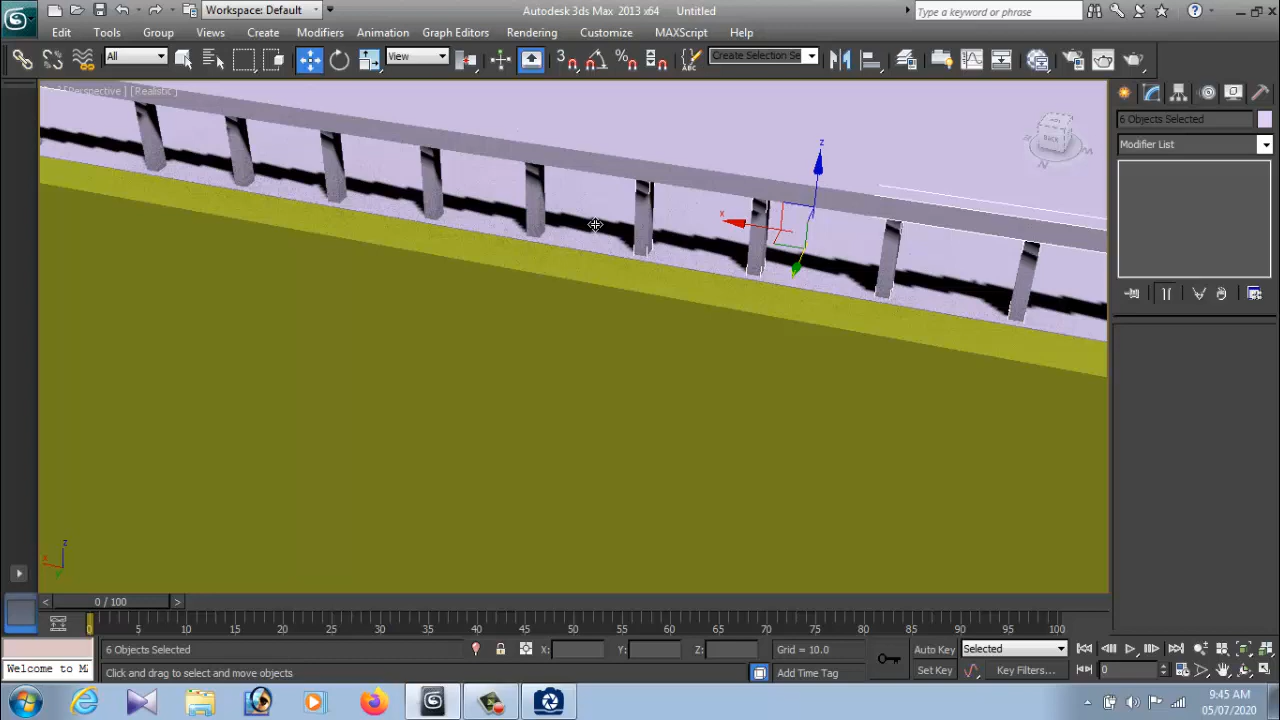 Workspace: Default
Autodesk 3ds Max 2013 x64 Untitled
Type a keyword or phrase
Edit Tools Group Views Create Modifiers Animation Graph Editors Rendering Customize MAXScript Help
All
View
3
Create Selection Se
Perspective ] [Realistic ]
BACK
z
x
6 Objects Selected
Modifier List
z
x
0 / 100
0 5 10 15 20 25 30 35 40 45 50 55 60 65 70 75 80 85 90 95 100
6 Objects Selected
X:
Y:
Z:
Grid = 10.0
Auto Key
Selected
Welcome to M
Click and drag to select and move objects
Add Time Tag
Set Key
Key Filters...
0
9:45 AM
05/07/2020